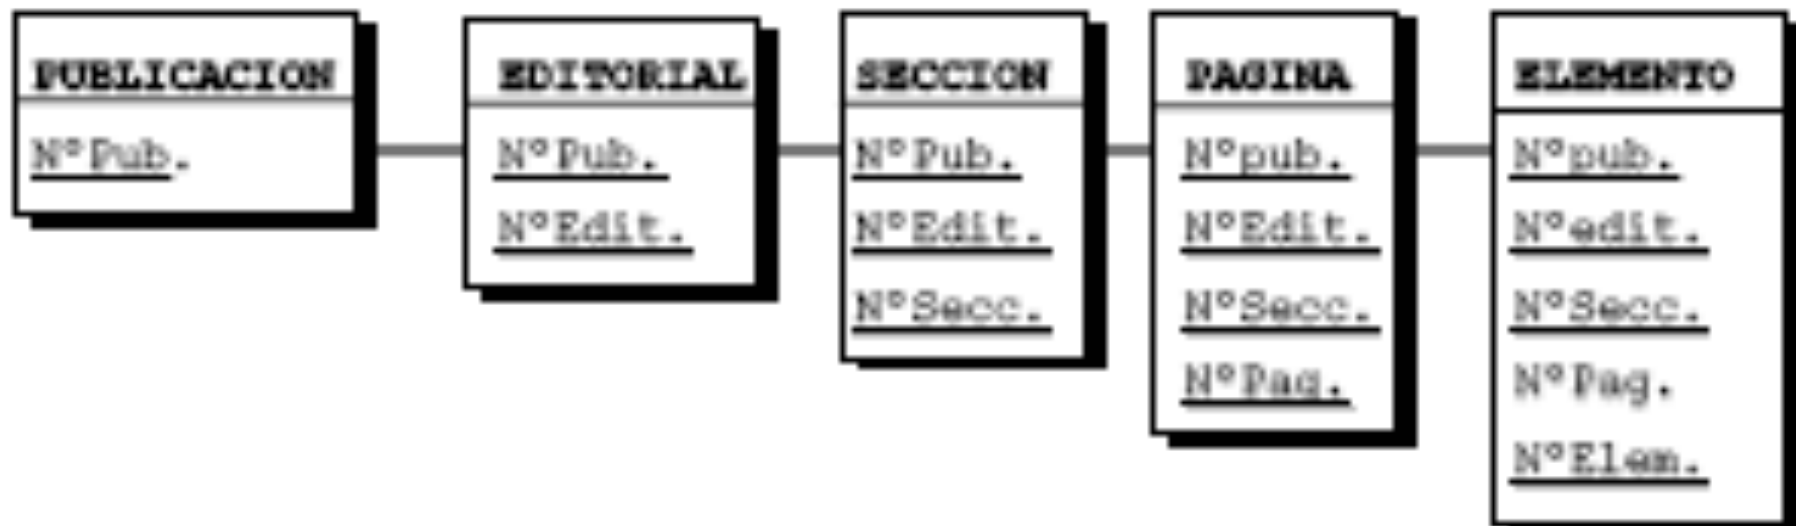 PUBLICACION
N°Pub.
EDITORIAL
N°Pub.
N°Edit.
SECCION
N°Pub.
N°Edit.
N°Secc.
PAGINA
N°pub.
N°Edit.
N°Secc.
N°Pag.
ELEMENTO
N°pub.
N°edit.
N°Secc.
N°Pag.
N°Elem.